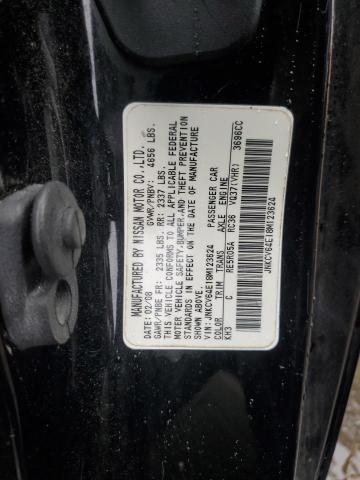 MANUFACTURED BY NISSAN MOTOR CO.,LTD.
02/08 GVWR/PNBV: 4656 LBS.
GAWR/PNBE FR: 2335 LBS. RR: 2337 LBS.
THIS VEHICLE CONFORMS TO ALL APPLICABLE FEDERAL
MOTOR VEHICLE SAFETY,BUMPER,AND THEFT PREVENTION
STANDARDS IN EFFECT ON THE DATE OF MANUFACTURE
SHOWN ABOVE.
VIN: JNKCV64E18M123624 PASSENGER CAR
COLOR TRIM TRANS AXLE ENGINE
KH3 C RE5R05A RC36 VQ37(VHR) 3696CC
JNKCV64E18M123624